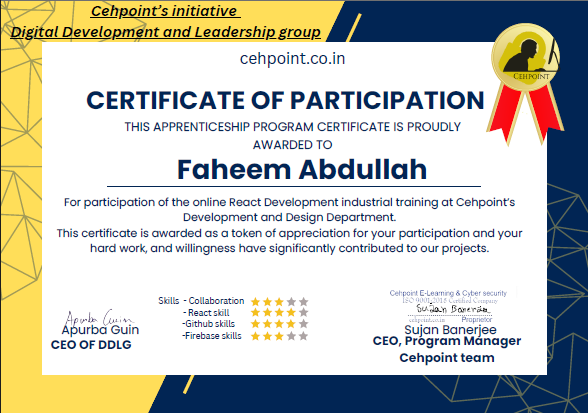 Cehpoint's initiative
Digital Development and Leadership group
cehpoint.co.in
CEHPOINT
CERTIFICATE OF PARTICIPATION
THIS APPRENTICESHIP PROGRAM CERTIFICATE IS PROUDLY
AWARDED TO
Faheem Abdullah
For participation of the online React Development industrial training at Cehpoint's
Development and Design Department.
This certificate is awarded as a token of appreciation for your participation and your
hard work, and willingness have significantly contributed to our projects.
Skills - Collaboration
-React skill
-Github skills
-Firebase skills
Apurba Guin
Apurba Guin
CEO OF DDLG
Cehpoint E-Learning & Cyber security
ISO 9001-2015 Certified Company
Sujan Banerjee
cehpoint.co.in Proprietor
Sujan Banerjee
CEO, Program Manager
Cehpoint team